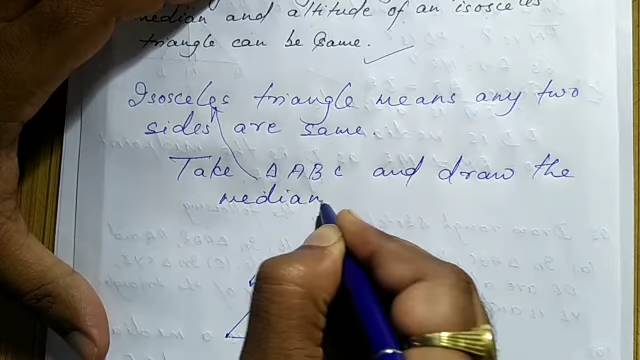 median and altitude of an isosceles
triangle can be same.
Isosceles triangle means any two
sides are same.
Take Δ ABC and draw the
median